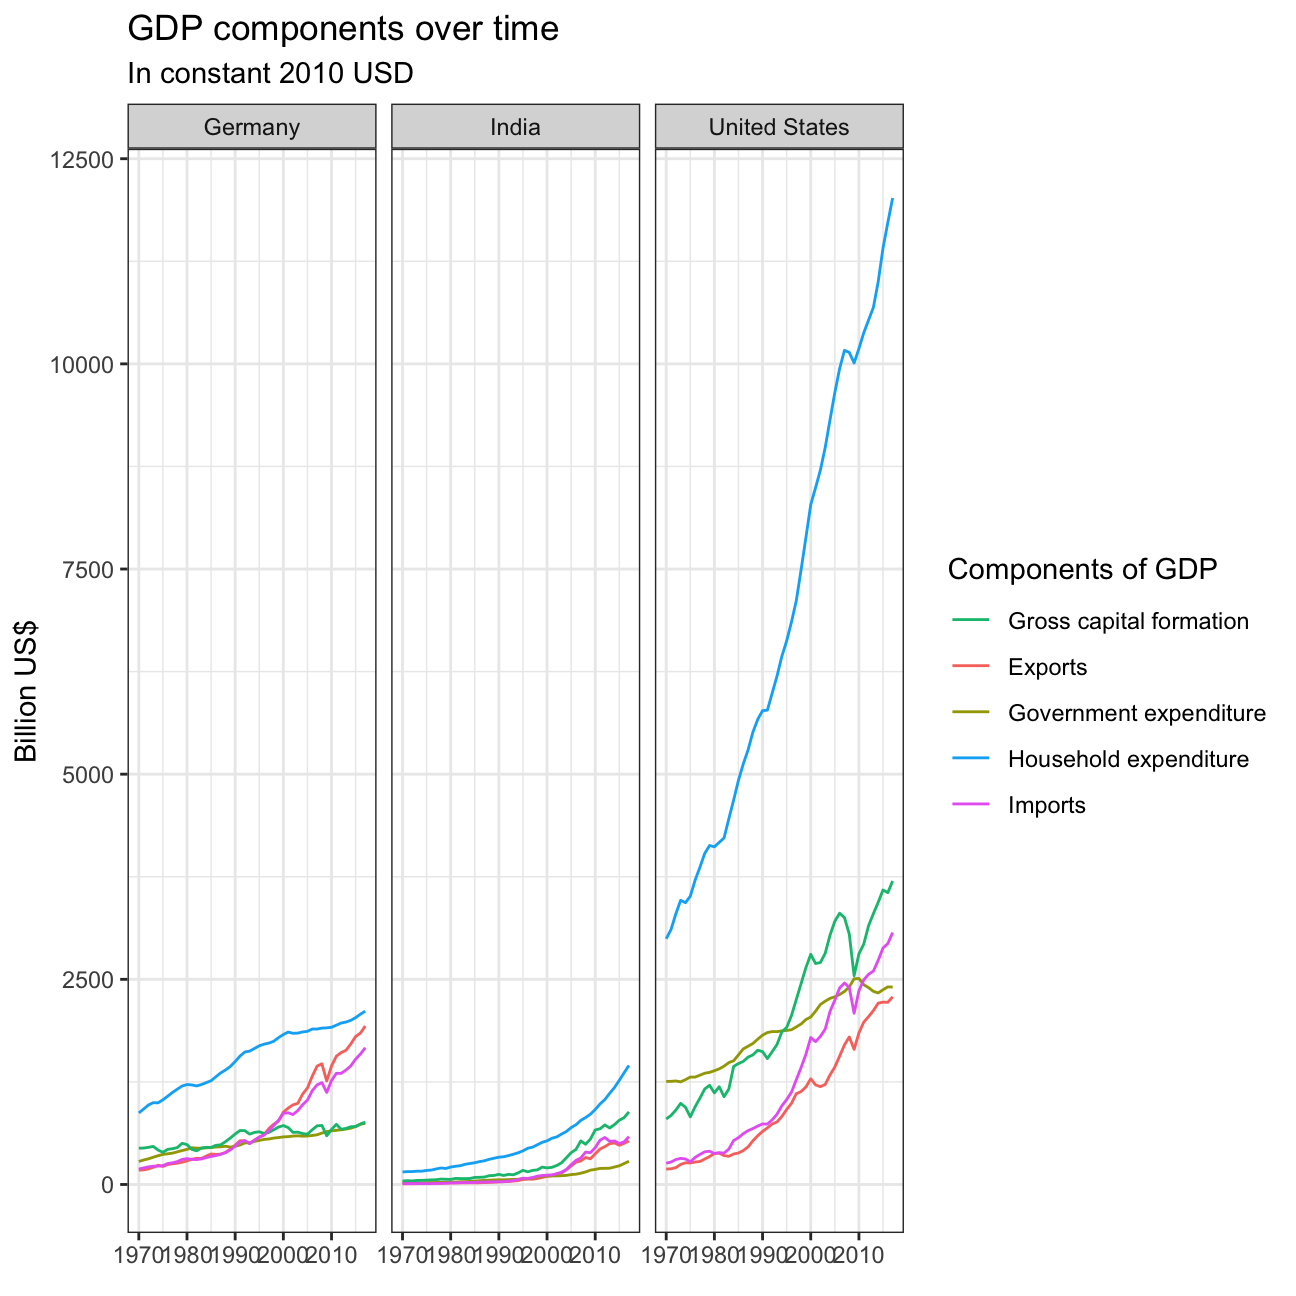 GDP components over time
In constant 2010 USD
Germany
India
United States
12500
10000
7500
5000
2500
0
Billion US$
1970 1980 1990 2000 2010
1970 1980 1990 2000 2010
1970 1980 1990 2000 2010
Components of GDP
Gross capital formation
Exports
Government expenditure
Household expenditure
Imports